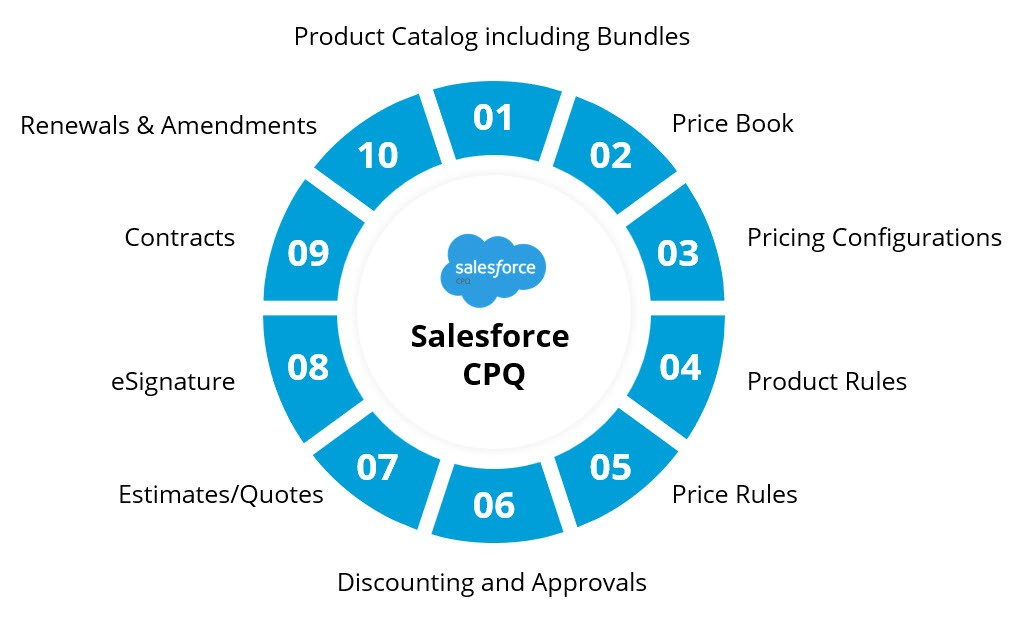 Product Catalog including Bundles
01
Renewals & Amendments
10
02
Price Book
Contracts
09
03
Pricing Configurations
salesforce
CPQ
Salesforce
CPQ
eSignature
08
04
Product Rules
Estimates/Quotes
07
05
Price Rules
06
Discounting and Approvals